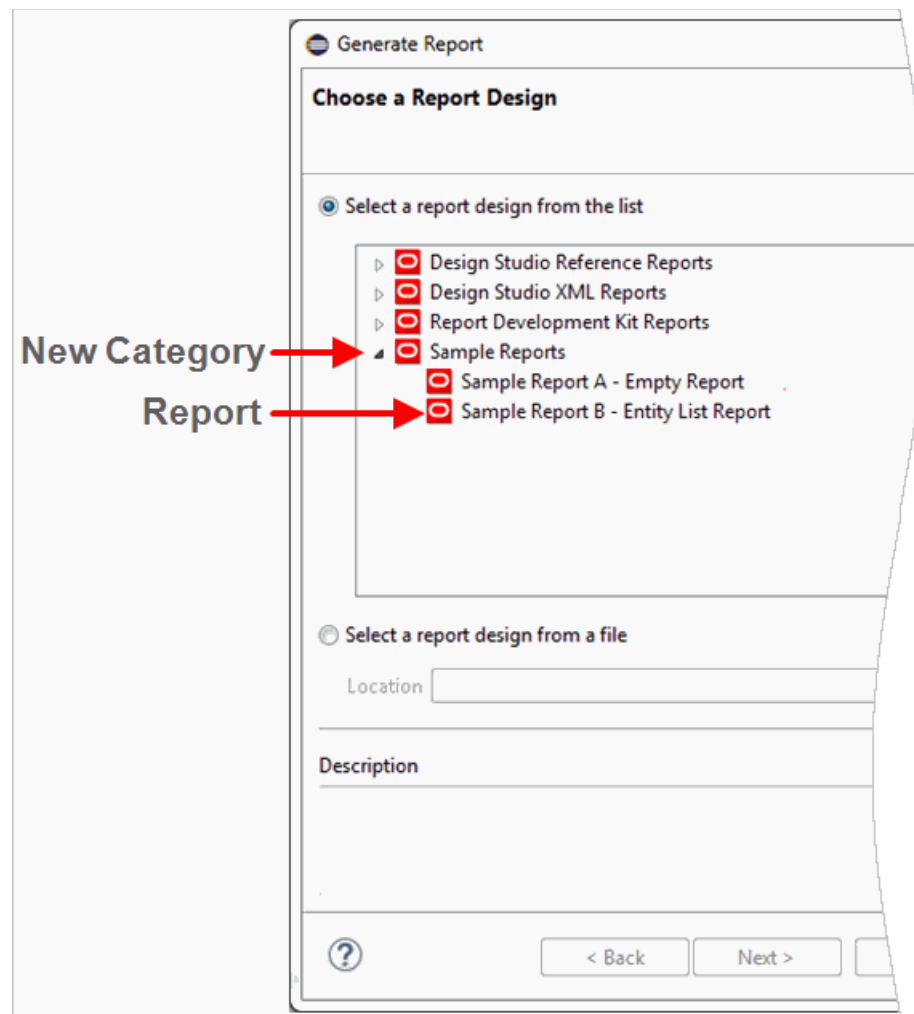 Generate Report
Choose a Report Design
Select a report design from the list
Design Studio Reference Reports
Design Studio XML Reports
Report Development Kit Reports
New Category
Sample Reports
Sample Report A - Empty Report
Report
Sample Report B - Entity List Report
Select a report design from a file
Location
Description
?
< Back
Next >